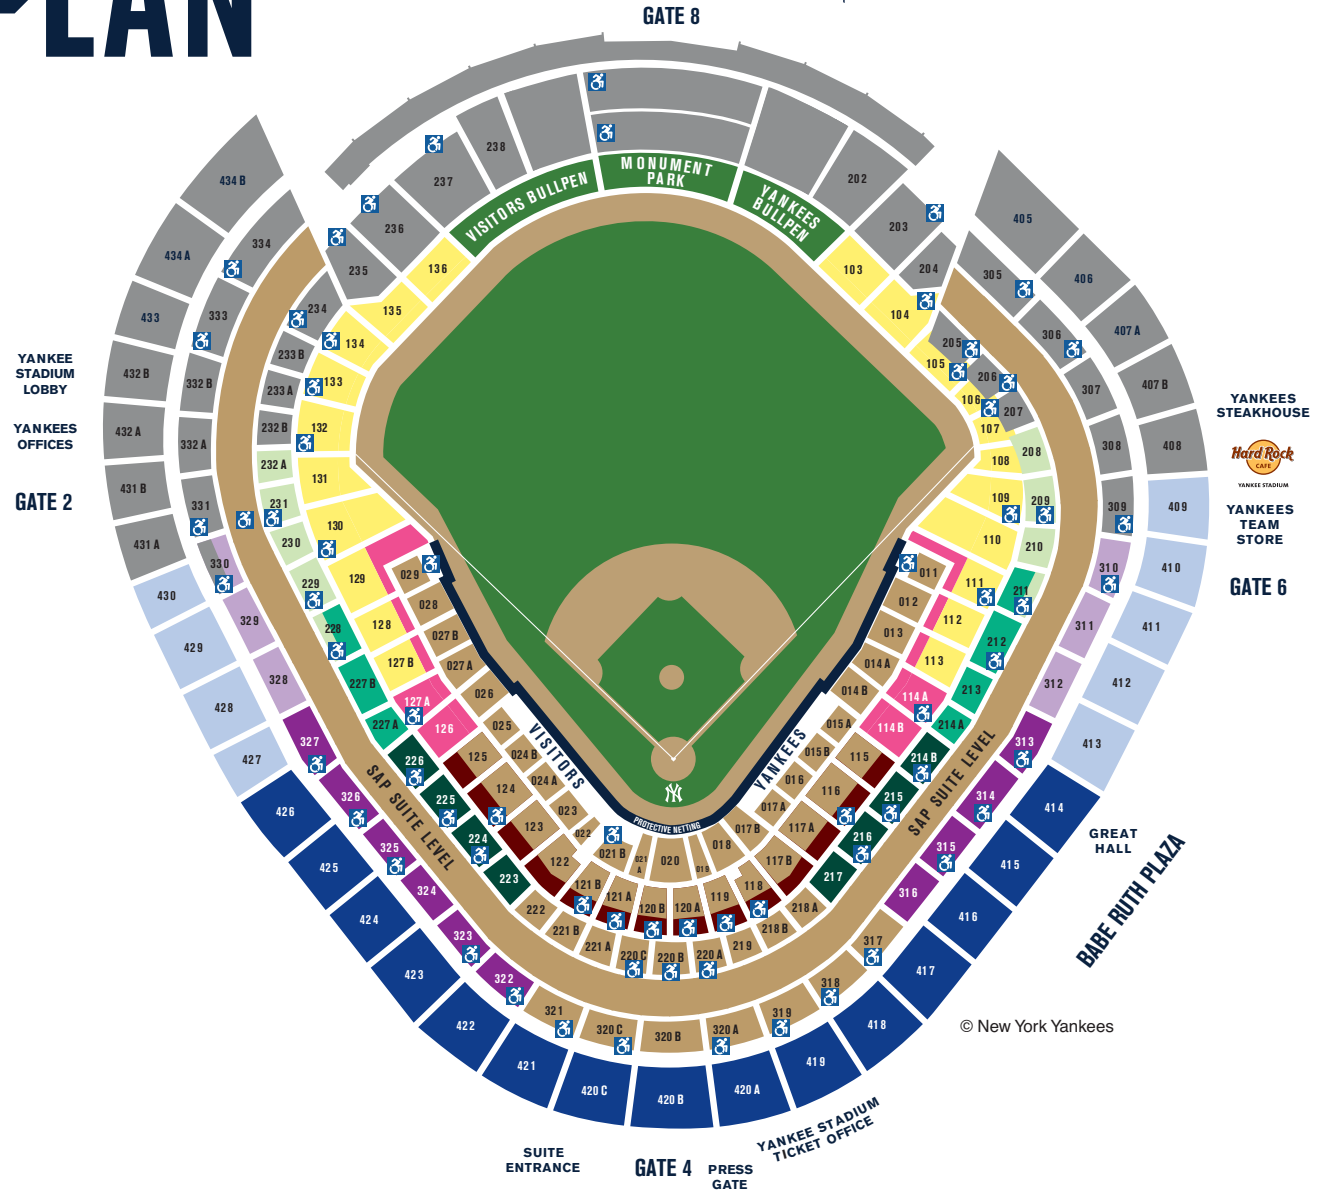 PLAN
GATE 8
238
237
236
235
234
VISITORS BULLPEN
MONUMENT
PARK
YANKEES
BULLPEN
202
203
204
434 B
434 A
433
432 B
432 A
431 B
431 A
430
429
428
427
334
333
332 B
332 A
331
330
329
328
327
326
325
324
323
322
321
320 C
320 B
320 A
319
318
317
316
315
314
313
312
311
310
309
308
307
306
305
405
406
407 A
407 B
408
409
410
411
412
413
414
415
416
417
418
419
420 A
420 B
420 C
421
422
423
424
425
426
YANKEE
STADIUM
LOBBY
YANKEES
OFFICES
GATE 2
YANKEES
STEAKHOUSE
Hard Rock
CAFE
YANKEE STADIUM
YANKEES
TEAM
STORE
GATE 6
233 B
233 A
232 B
232 A
231
230
229
228
227 B
227 A
226
225
224
223
222
221 B
221 A
220 C
220 B
220 A
219
218 B
218 A
217
216
215
214 B
214 A
213
212
211
210
209
208
207
206
205
136
135
134
133
132
131
130
129
128
127 B
127 A
126
125
124
123
122
121 B
121 A
120 B
120 A
119
118
117 B
117 A
116
115
114 B
114 A
113
112
111
110
109
108
107
106
105
104
103
029
028
027 B
027 A
026
025
024 B
024 A
023
022
021 B
021
A
020
019
018
017 B
017 A
016
015 B
015 A
014 B
014 A
013
012
011
VISITORS
YANKEES
NY
PROTECTIVE NETTING
SAP SUITE LEVEL
SAP SUITE LEVEL
GREAT
HALL
BABE RUTH PLAZA
© New York Yankees
YANKEE STADIUM
TICKET OFFICE
SUITE
ENTRANCE
GATE 4
PRESS
GATE